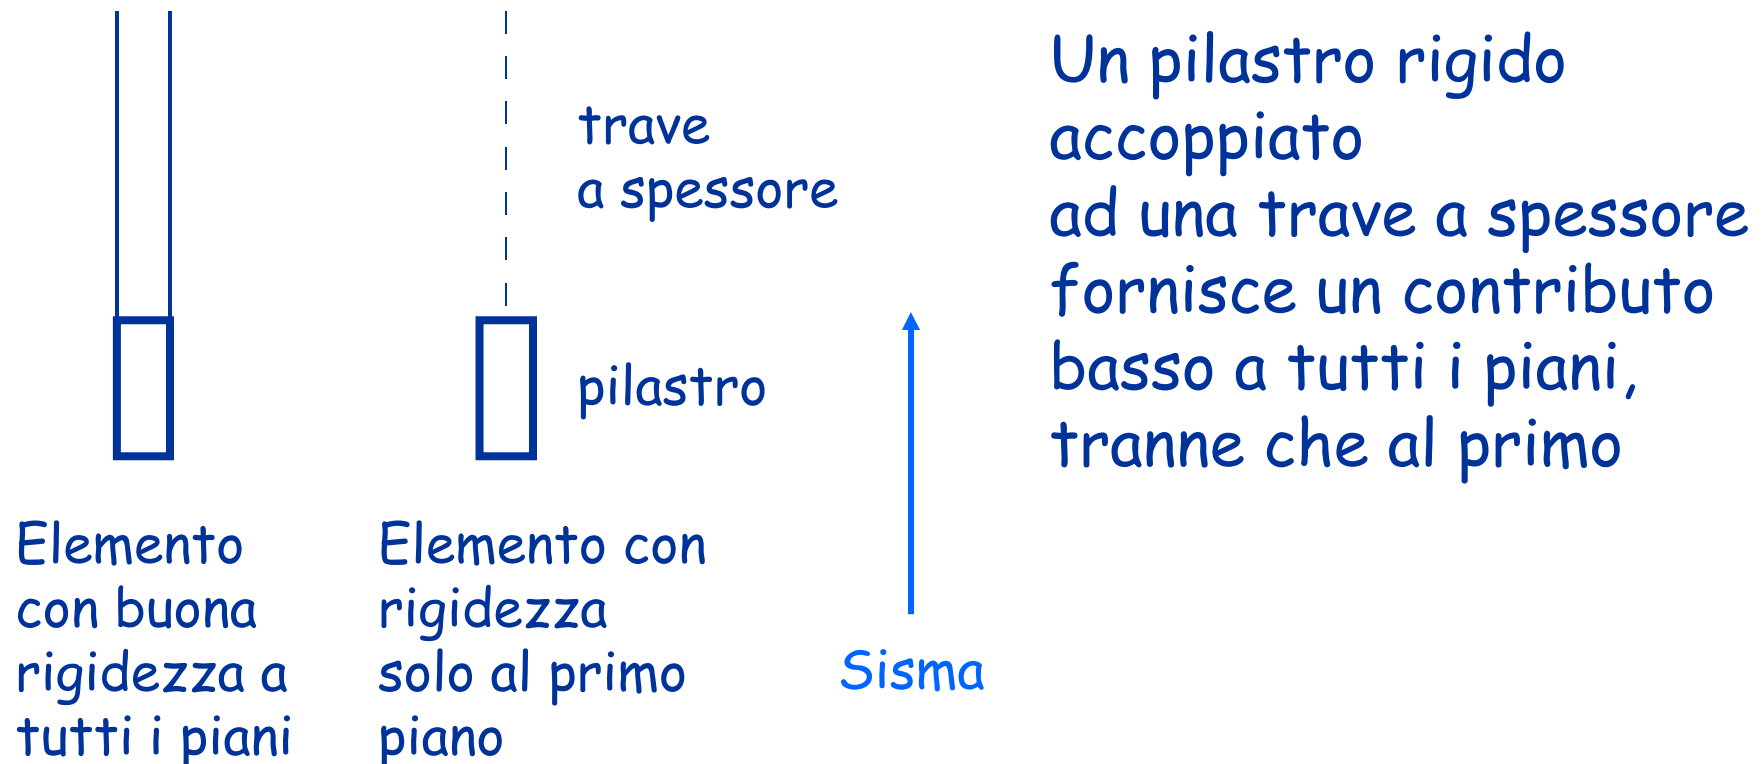 Un pilastro rigido
accoppiato
ad una trave a spessore
fornisce un contributo
basso a tutti i piani,
tranne che al primo
trave
a spessore
pilastro
Elemento
con buona
rigidezza a
tutti i piani
Elemento con
rigidezza
solo al primo
piano
Sisma